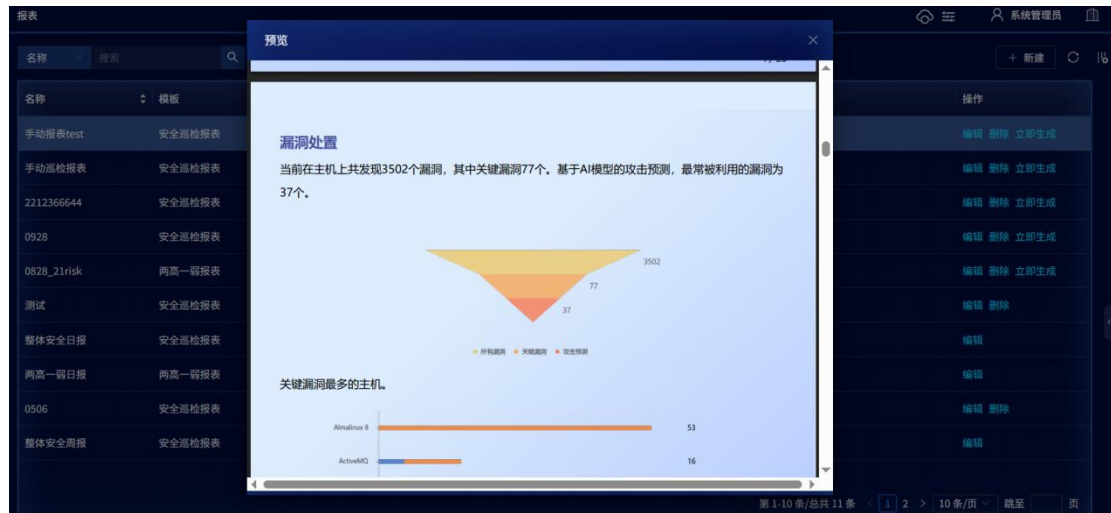 报表
系统管理员
名称 搜索
+ 新建
名称 模板 操作
手动报表test 安全巡检报表 编辑 删除 立即生成
手动巡检报表 安全巡检报表 编辑 删除 立即生成
2212366644 安全巡检报表 编辑 删除 立即生成
0928 安全巡检报表 编辑 删除 立即生成
0828_21risk 两高一弱报表 编辑 删除 立即生成
测试 安全巡检报表 编辑 删除
整体安全日报 安全巡检报表 编辑
两高一弱日报 两高一弱报表 编辑
0506 安全巡检报表 编辑 删除
整体安全周报 安全巡检报表 编辑
第 1-10 条/总共 11 条 < 1 2 > 10 条/页 跳至 页
预览
漏洞处置
当前在主机上共发现3502个漏洞，其中关键漏洞77个。基于AI模型的攻击预测，最常被利用的漏洞为
37个。
3502
77
37
所有漏洞 关键漏洞 攻击预测
关键漏洞最多的主机。
Almalinux 8 53
ActiveMQ 16